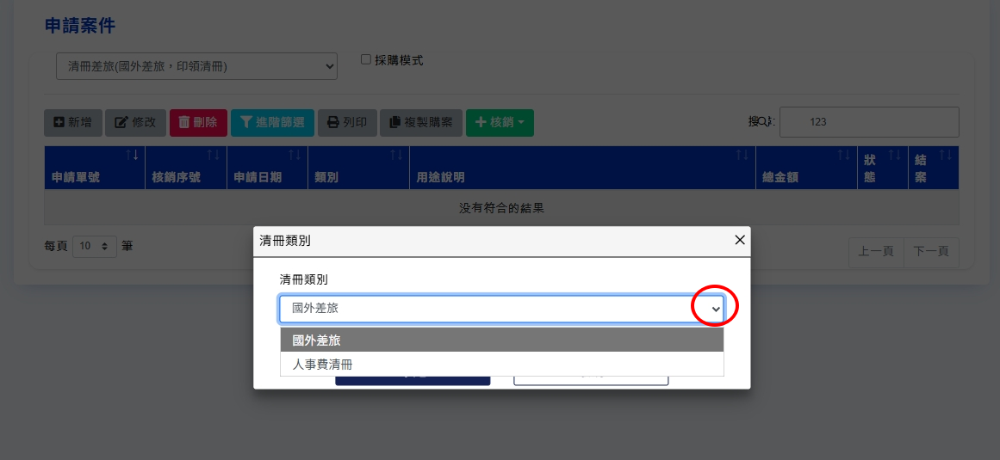 申請案件
清冊差旅(國外差旅，印領清冊)
採購模式
新增 修改 刪除 進階篩選 列印 複製購案 核銷
123
申請單號 核銷序號 申請日期 類別 用途說明 總金額 狀態 結案
没有符合的結果
每頁 10 筆
上一頁 下一頁
清冊類別
清冊類別
國外差旅
國外差旅
人事費清冊